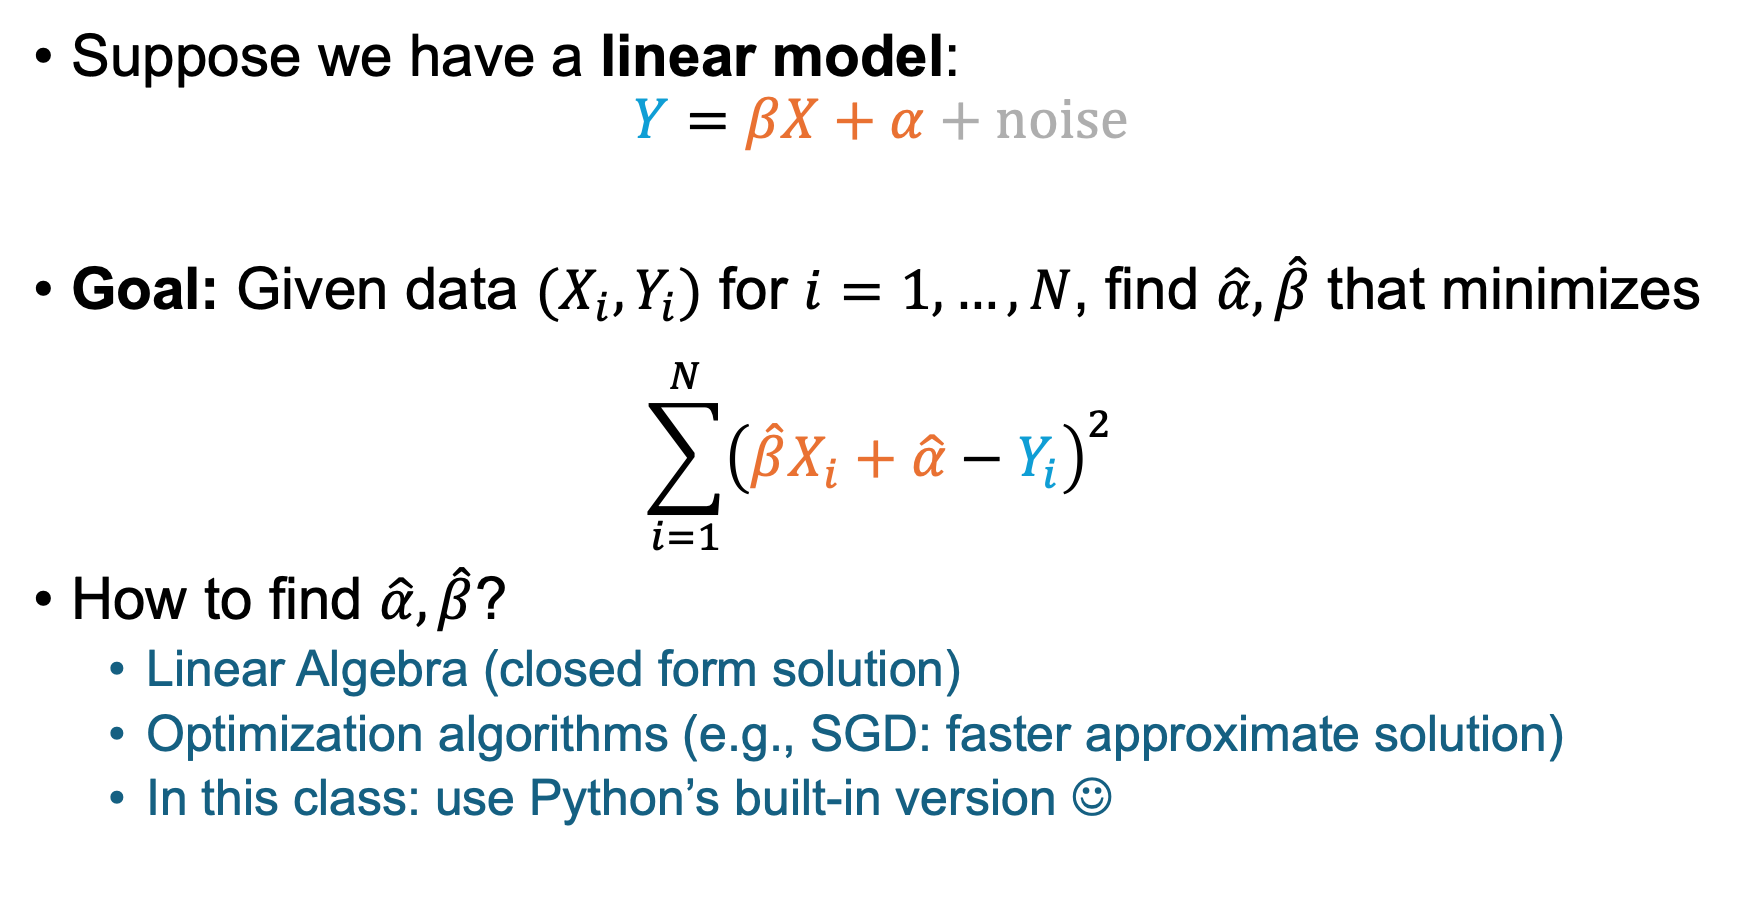 • Suppose we have a linear model:
Y = βX + α + noise
• Goal: Given data (Xᵢ, Yᵢ) for i = 1, … , N, find α̂, β̂ that minimizes
N
∑(β̂Xᵢ + α̂ − Yᵢ)²
i=1
• How to find α̂, β̂?
• Linear Algebra (closed form solution)
• Optimization algorithms (e.g., SGD: faster approximate solution)
• In this class: use Python’s built-in version ☺